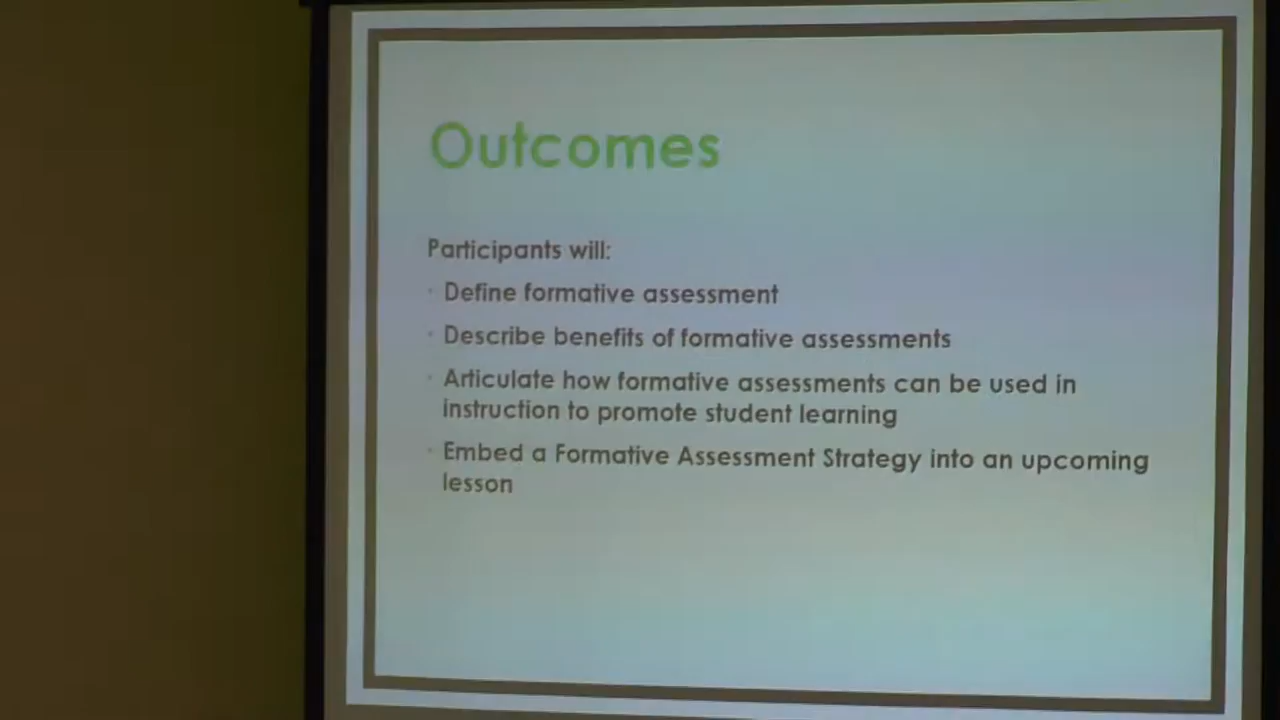 Outcomes
Participants will:
· Define formative assessment
· Describe benefits of formative assessments
· Articulate how formative assessments can be used in
instruction to promote student learning
· Embed a Formative Assessment Strategy into an upcoming
lesson